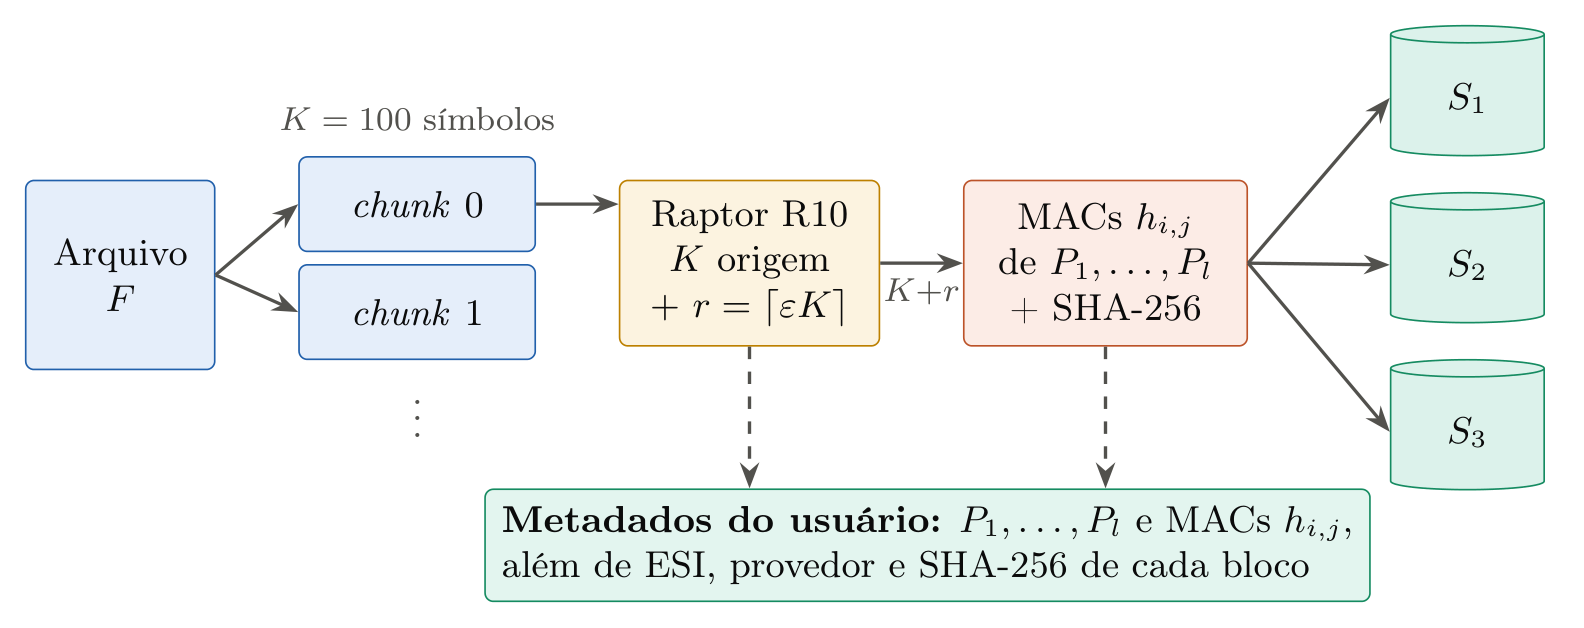 K = 100 símbolos
Arquivo
F
chunk 0
chunk 1
⋮
Raptor R10
K origem
+ r = ⌈εK⌉
K+r
MACs h_{i,j}
de P_1, . . . , P_l
+ SHA-256
S_1
S_2
S_3
Metadados do usuário: P_1, . . . , P_l e MACs h_{i,j},
além de ESI, provedor e SHA-256 de cada bloco